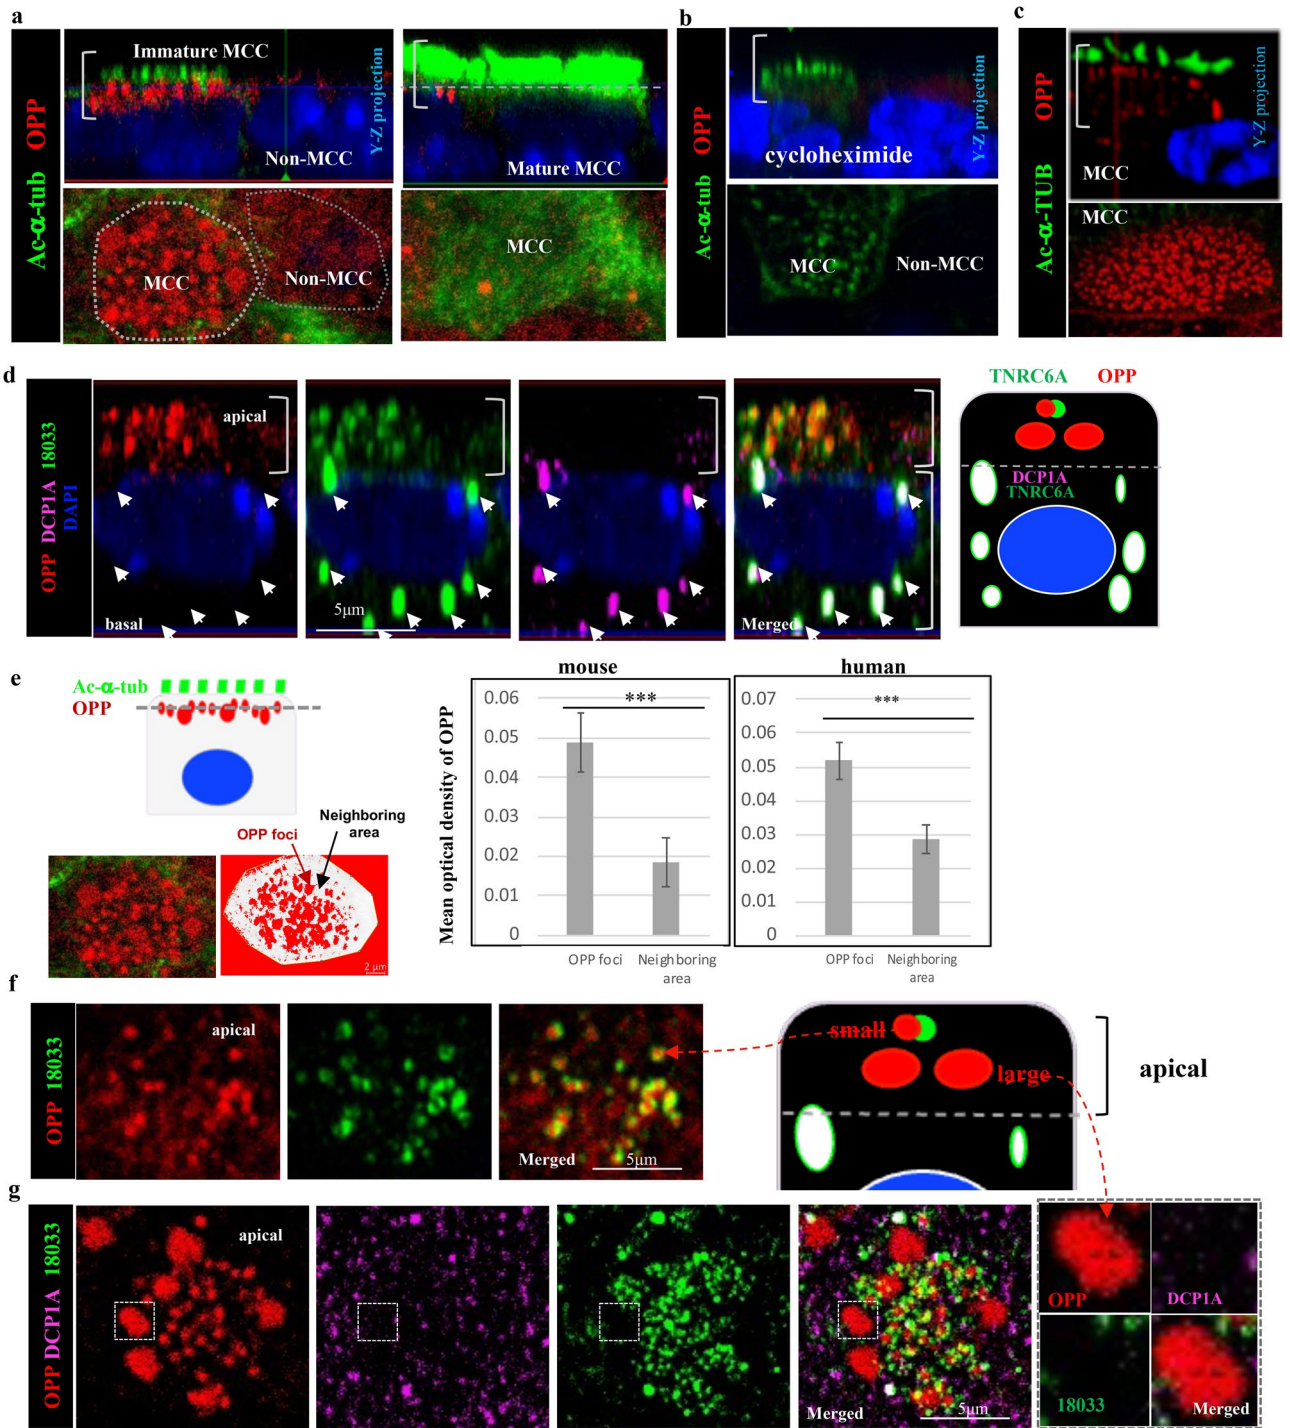 a
Ac-α-tub OPP
Immature MCC
Non-MCC
Y-Z projection
Mature MCC
MCC
Non-MCC
MCC
b
Ac-α-tub OPP
cycloheximide
Y-Z projection
MCC
Non-MCC
c
Ac-α-TUB OPP
MCC
Y-Z projection
MCC
d
OPP DCP1A 18033
DAPI
apical
basal
5μm
Merged
TNRC6A OPP
DCP1A
TNRC6A
e
Ac-α-tub
OPP
OPP foci
Neighboring
area
2 μm
Mean optical density of OPP
mouse
***
0.06
0.05
0.04
0.03
0.02
0.01
0
OPP foci
Neighboring
area
human
***
0.07
0.06
0.05
0.04
0.03
0.02
0.01
0
OPP foci
Neighboring
area
f
OPP 18033
apical
Merged
5μm
small
large
apical
g
OPP DCP1A 18033
apical
Merged
5μm
OPP
DCP1A
18033
Merged